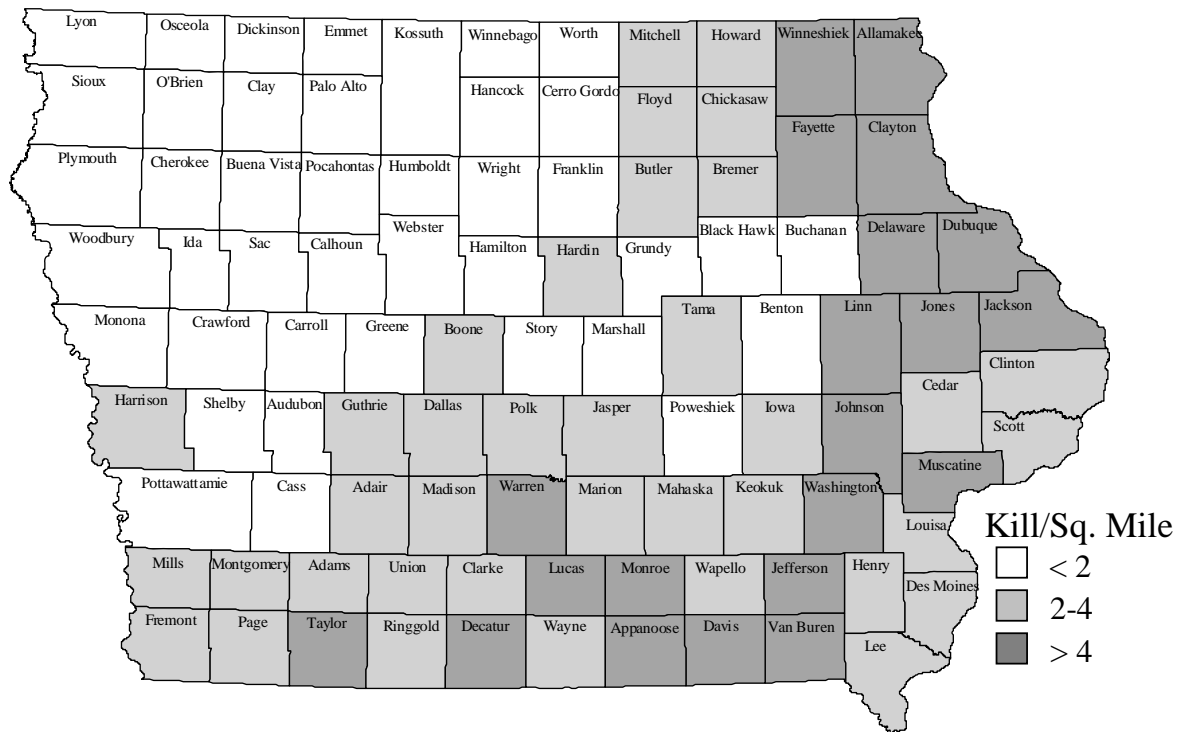 Lyon Osceola Dickinson Emmet Kossuth Winnebago Worth Mitchell Howard Winneshiek Allamakee
Sioux O'Brien Clay Palo Alto Hancock Cerro Gordo Floyd Chickasaw
Fayette Clayton
Plymouth Cherokee Buena Vista Pocahontas Humboldt Wright Franklin Butler Bremer
Woodbury Ida Sac Calhoun Webster Hamilton Hardin Grundy Black Hawk Buchanan Delaware Dubuque
Monona Crawford Carroll Greene Boone Story Marshall Tama Benton Linn Jones Jackson
Clinton
Harrison Shelby Audubon Guthrie Dallas Polk Jasper Poweshiek Iowa Johnson Cedar
Scott
Muscatine
Pottawattamie Cass Adair Madison Warren Marion Mahaska Keokuk Washington
Louisa
Mills Montgomery Adams Union Clarke Lucas Monroe Wapello Jefferson Henry Des Moines
Fremont Page Taylor Ringgold Decatur Wayne Appanoose Davis Van Buren Lee
Kill/Sq. Mile
< 2
2-4
> 4